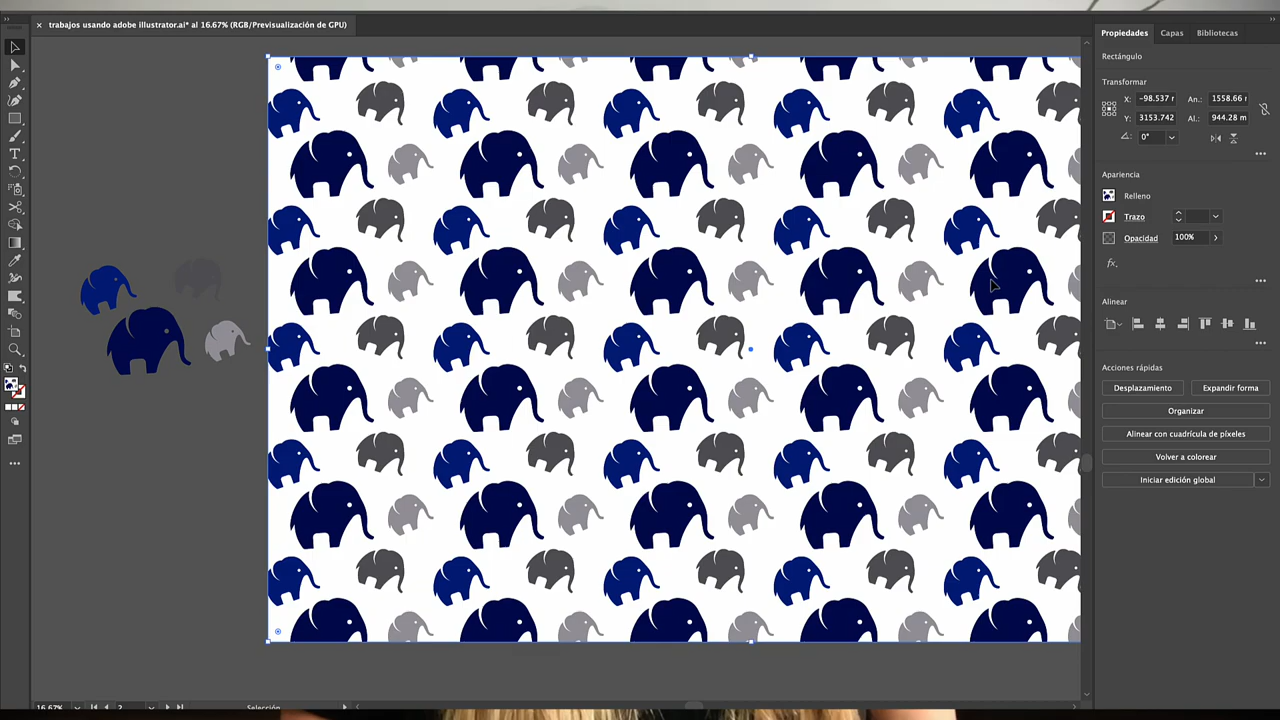 trabajos usando adobe illustrator.ai* al 16.67% (RGB/Previsualización de GPU)
Propiedades Capas Bibliotecas
Rectángulo
Transformar
X: -98.537 r An.: 1558.66 r
Y: 3153.742 Al.: 944.28 m
0°
Apariencia
Relleno
Trazo
Opacidad 100%
fx.
Alinear
Acciones rápidas
Desplazamiento Expandir forma
Organizar
Alinear con cuadrícula de píxeles
Volver a colorear
Iniciar edición global
16.67% 2 Selección